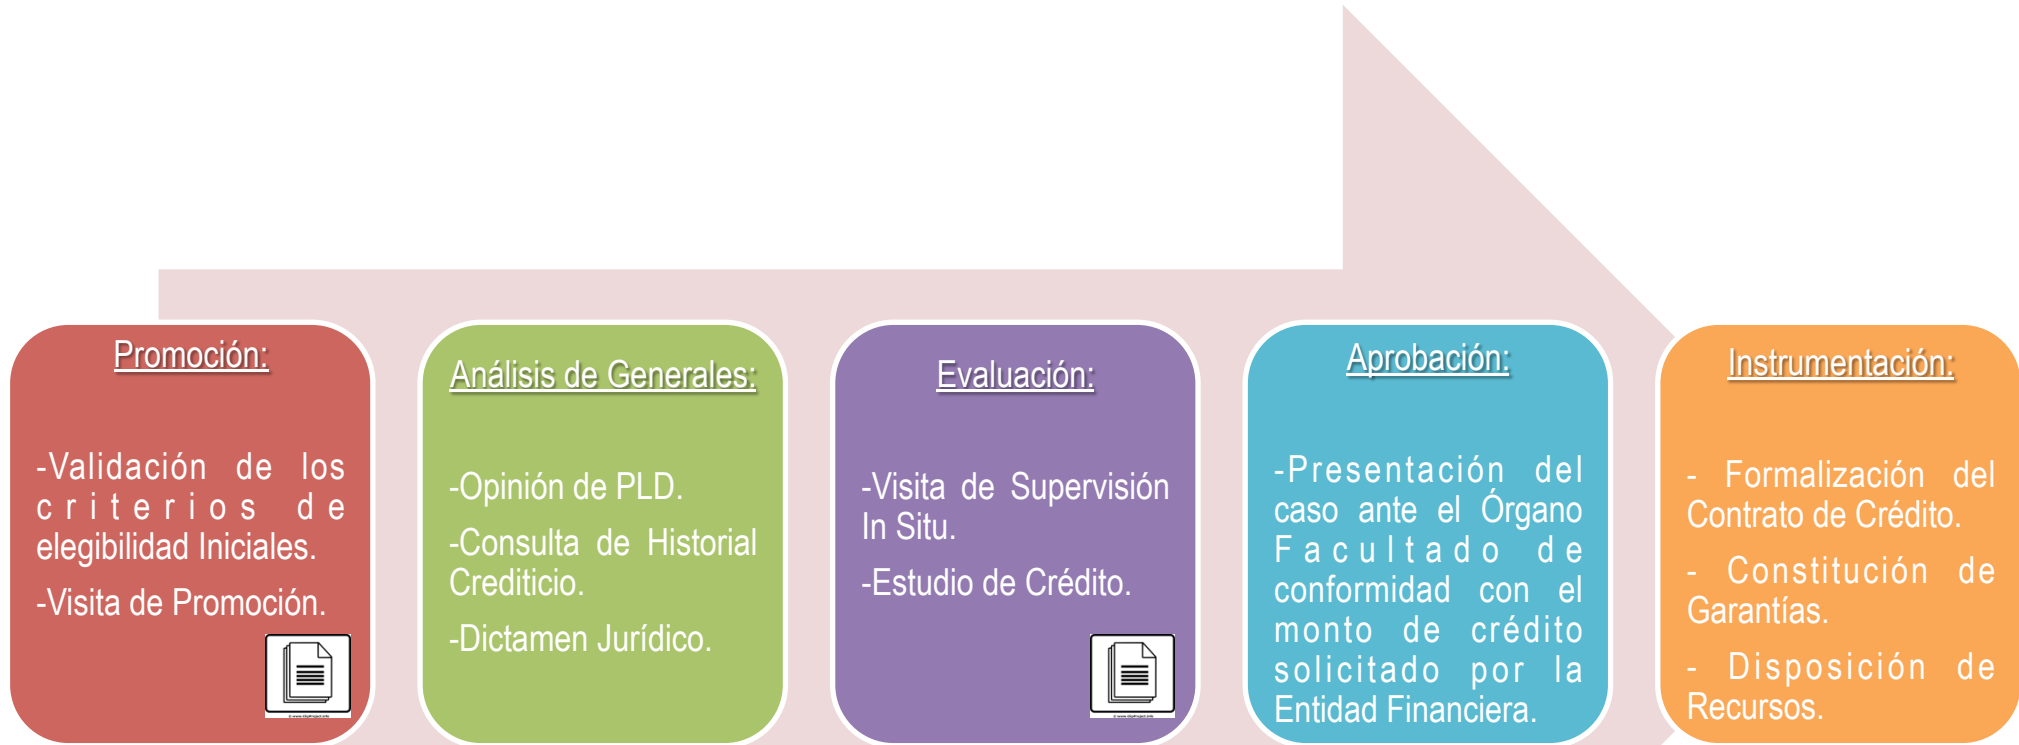 Promoción:
-Validación de los
criterios de
elegibilidad Iniciales.
-Visita de Promoción.
Análisis de Generales:
-Opinión de PLD.
-Consulta de Historial
Crediticio.
-Dictamen Jurídico.
Evaluación:
-Visita de Supervisión
In Situ.
-Estudio de Crédito.
Aprobación:
-Presentación del
caso ante el Órgano
Facultado de
conformidad con el
monto de crédito
solicitado por la
Entidad Financiera.
Instrumentación:
- Formalización del
Contrato de Crédito.
- Constitución de
Garantías.
- Disposición de
Recursos.